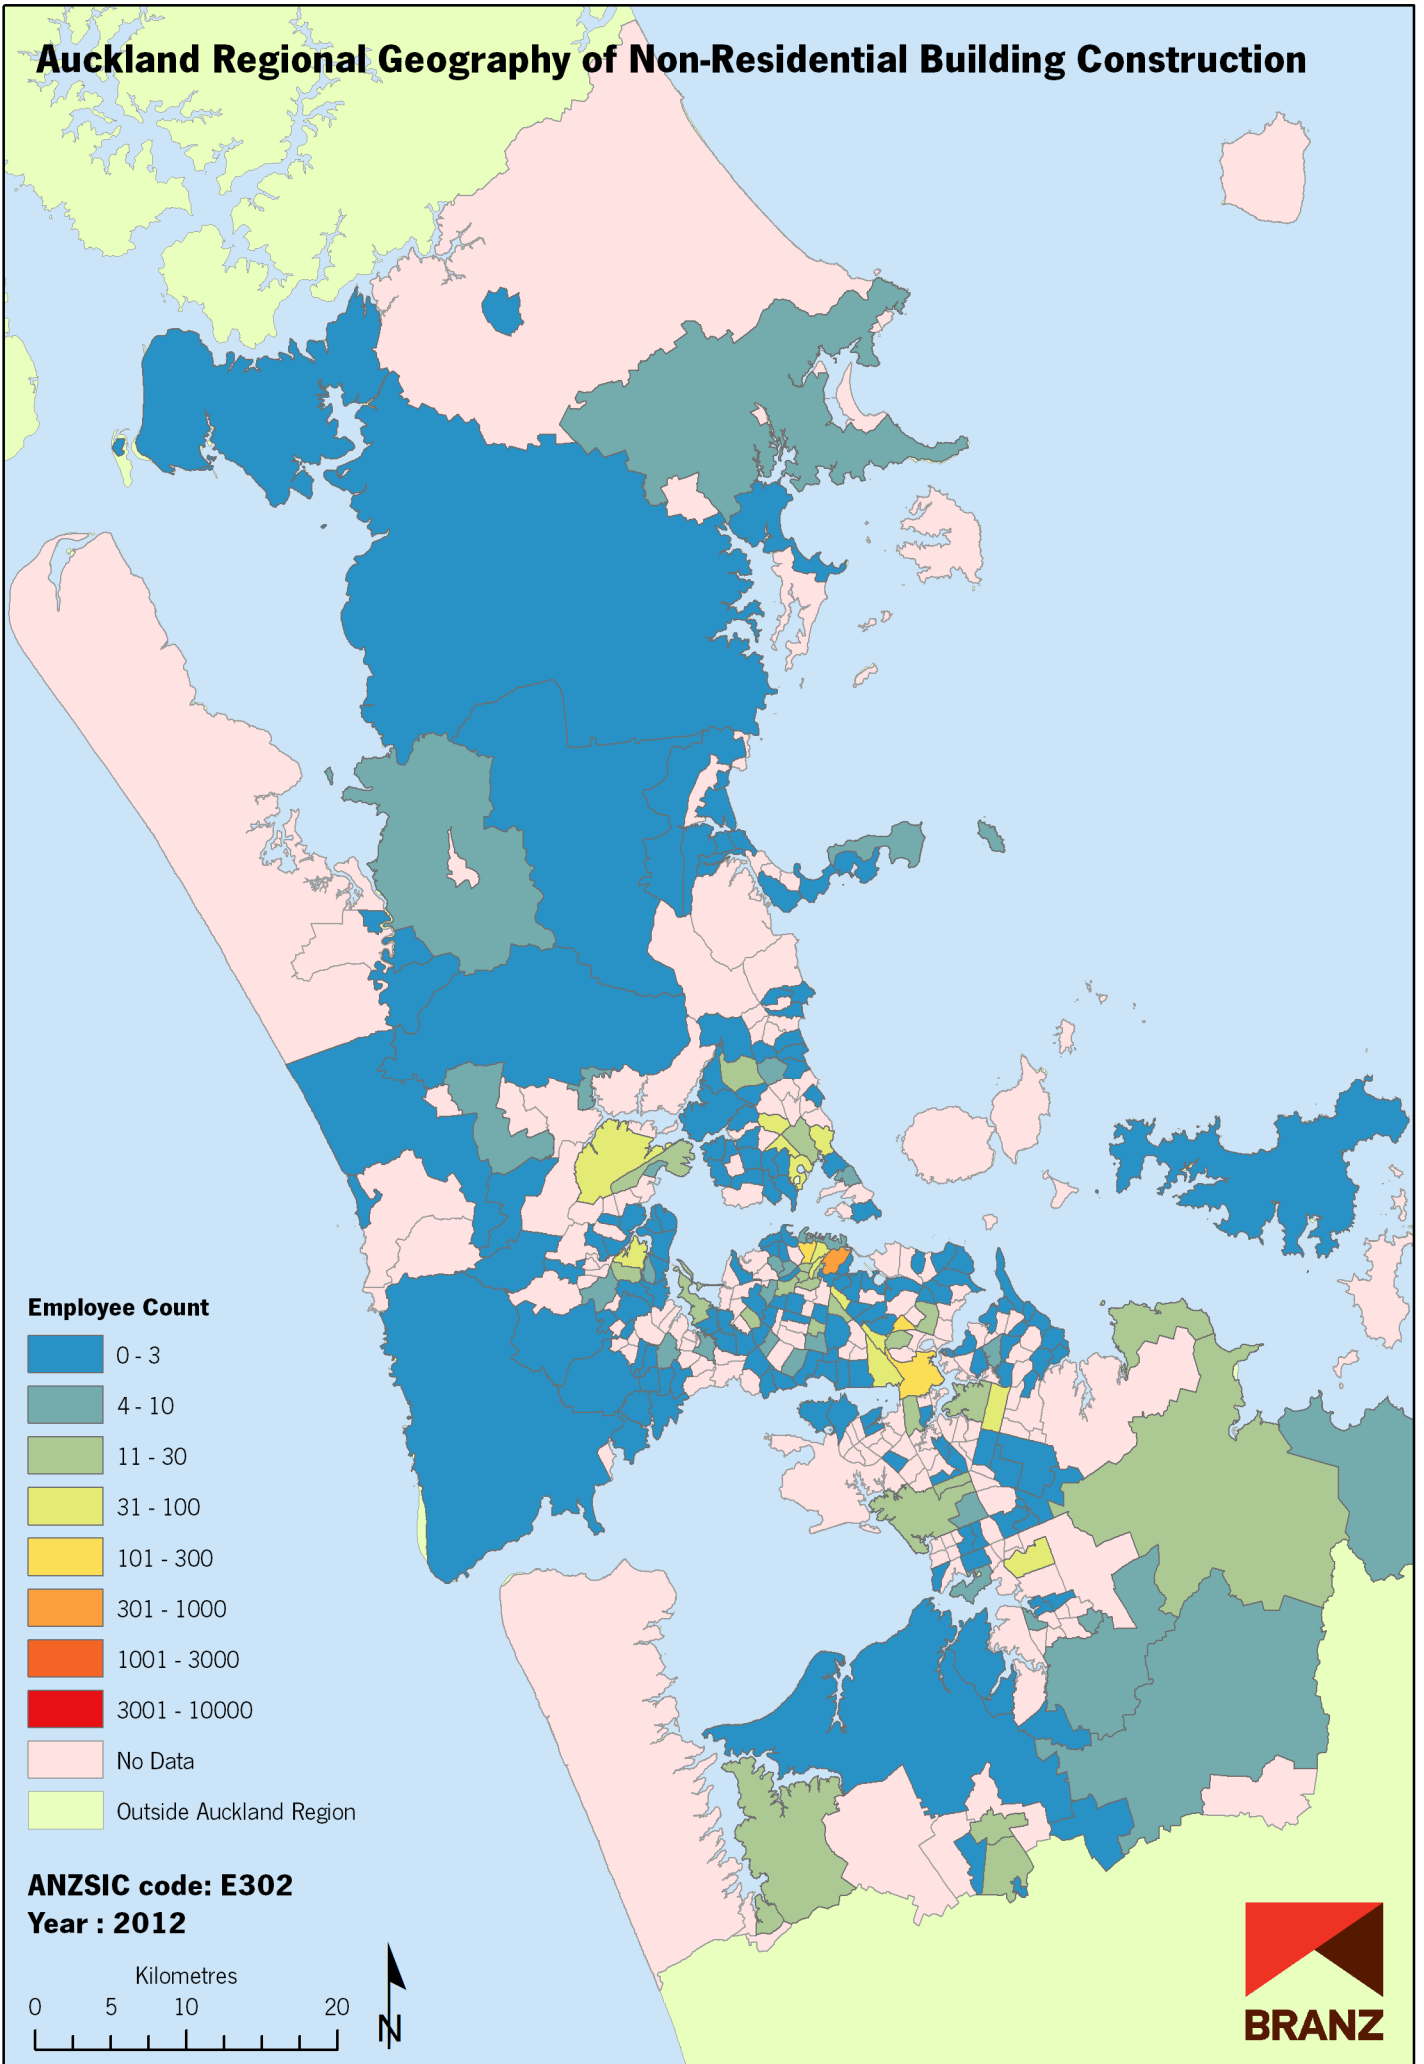 Auckland Regional Geography of Non-Residential Building Construction
Employee Count
0 - 3
4 - 10
11 - 30
31 - 100
101 - 300
301 - 1000
1001 - 3000
3001 - 10000
No Data
Outside Auckland Region
ANZSIC code: E302
Year : 2012
Kilometres
0 5 10 20
N
BRANZ